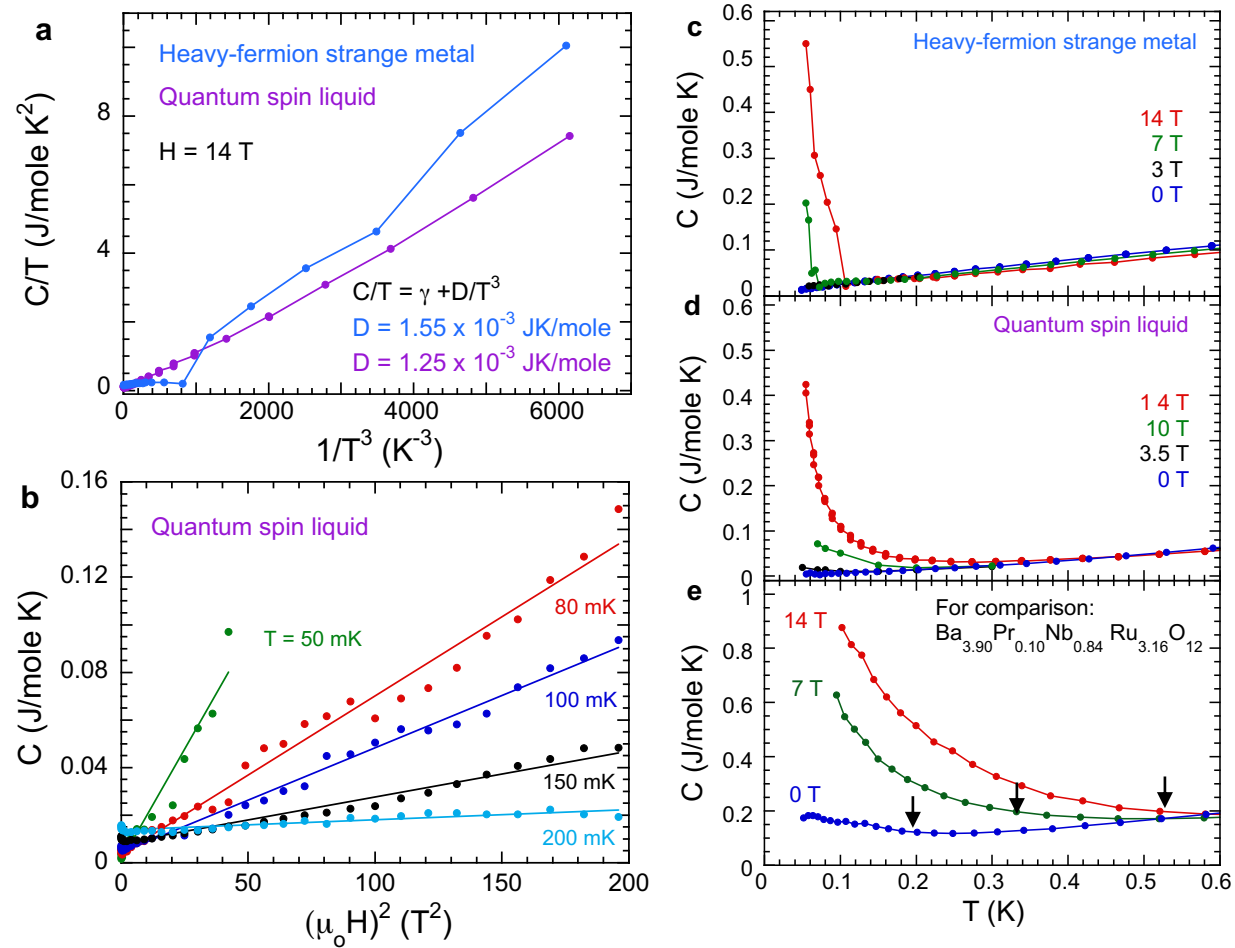 a
Heavy-fermion strange metal
Quantum spin liquid
H = 14 T
C/T = γ +D/T³
D = 1.55 x 10⁻³ JK/mole
D = 1.25 x 10⁻³ JK/mole
C/T (J/mole K²)
8
4
0
0 2000 4000 6000
1/T³ (K⁻³)
b
Quantum spin liquid
T = 50 mK
80 mK
100 mK
150 mK
200 mK
C (J/mole K)
0.16
0.12
0.08
0.04
0
0 50 100 150 200
(μₒH)² (T²)
c
Heavy-fermion strange metal
14 T
7 T
3 T
0 T
C (J/mole K)
0.6
0.5
0.4
0.3
0.2
0.1
0
d
Quantum spin liquid
1 4 T
10 T
3.5 T
0 T
C (J/mole K)
0.6
0.5
0.4
0.3
0.2
0.1
0
e
For comparison:
Ba₃.₉₀Pr₀.₁₀Nb₀.₈₄Ru₃.₁₆O₁₂
14 T
7 T
0 T
C (J/mole K)
1
0.8
0.6
0.4
0.2
0
0 0.1 0.2 0.3 0.4 0.5 0.6
T (K)